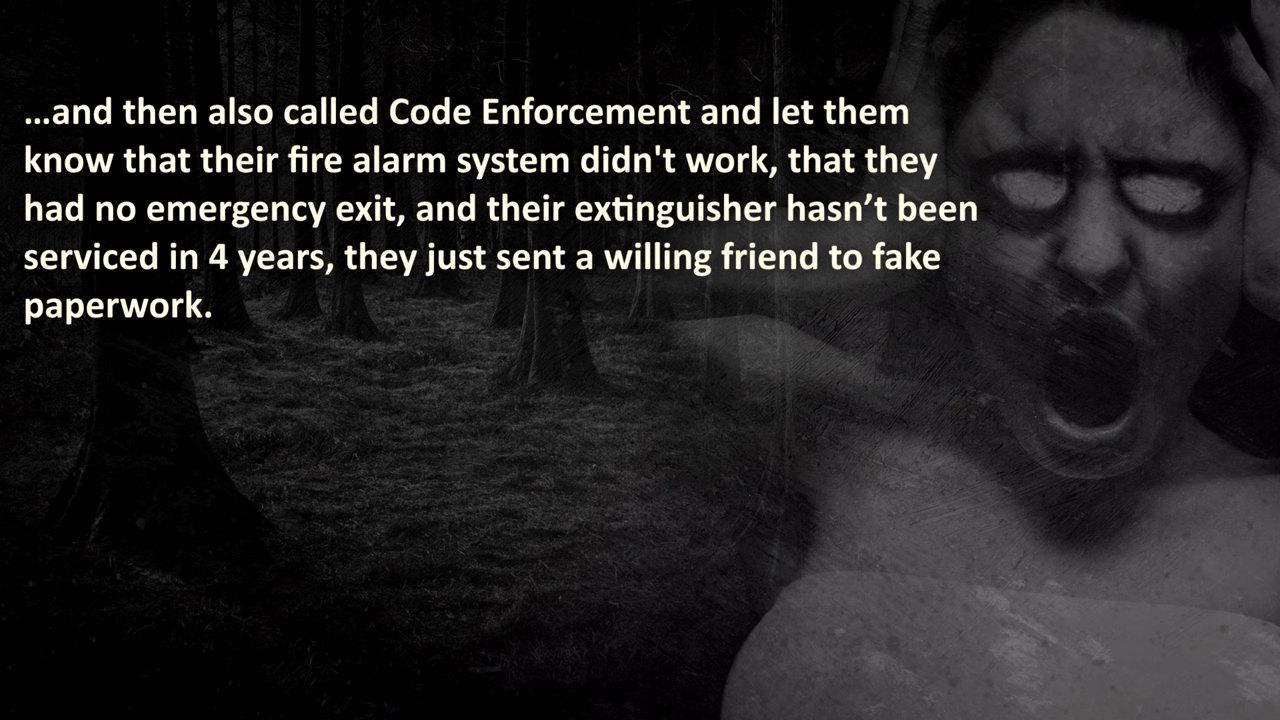 …and then also called Code Enforcement and let them
know that their fire alarm system didn't work, that they
had no emergency exit, and their extinguisher hasn’t been
serviced in 4 years, they just sent a willing friend to fake
paperwork.